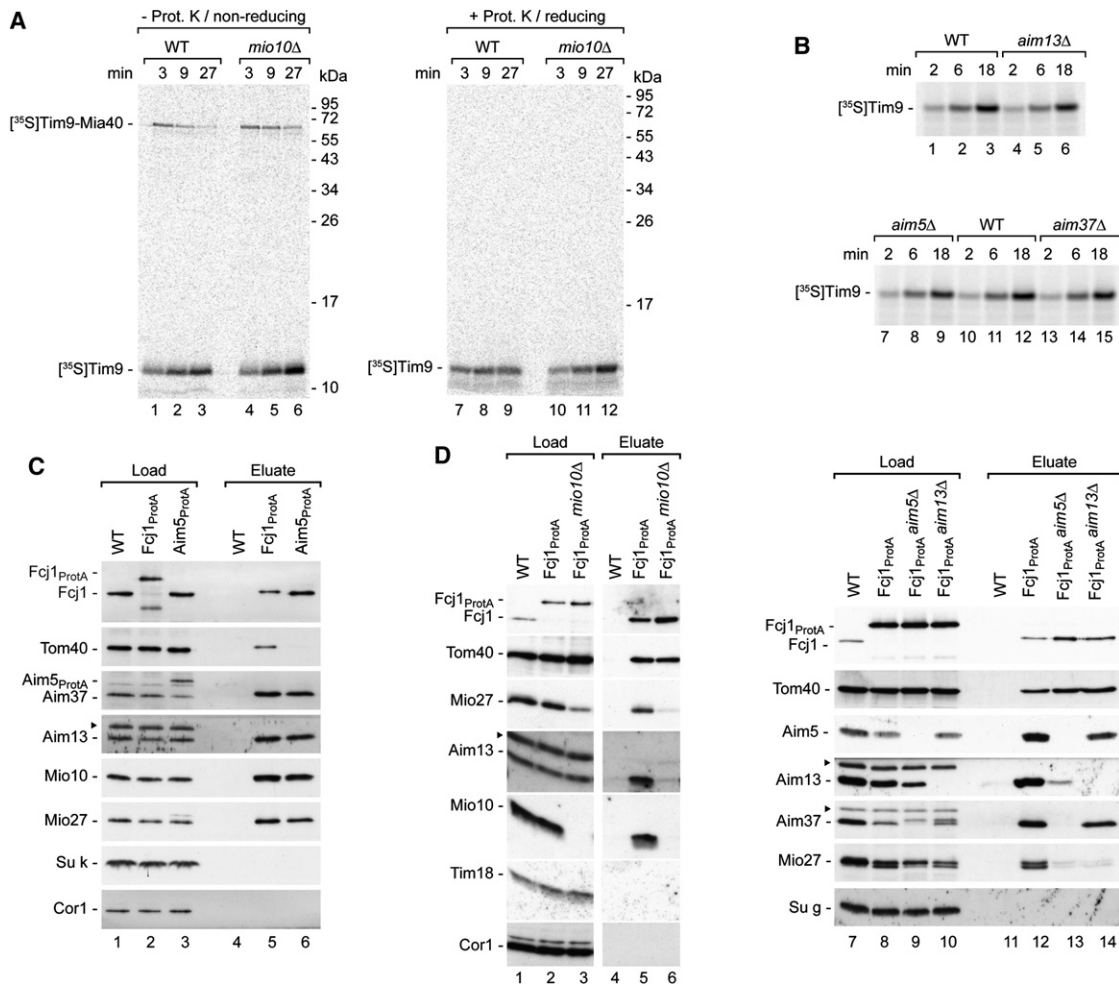 A
- Prot. K / non-reducing
WT mio10Δ
min 3 9 27 3 9 27 kDa
[³⁵S]Tim9-Mia40 -
- 95
- 72
- 55
- 43
- 34
- 26
- 17
- 10
[³⁵S]Tim9 -
1 2 3 4 5 6
+ Prot. K / reducing
WT mio10Δ
min 3 9 27 3 9 27 kDa
- 95
- 72
- 55
- 43
- 34
- 26
- 17
[³⁵S]Tim9 -
7 8 9 10 11 12
B
WT aim13Δ
min 2 6 18 2 6 18
[³⁵S]Tim9 -
1 2 3 4 5 6
aim5Δ WT aim37Δ
min 2 6 18 2 6 18 2 6 18
[³⁵S]Tim9 -
7 8 9 10 11 12 13 14 15
C
Load Eluate
WT Fcj1ProtA Aim5ProtA WT Fcj1ProtA Aim5ProtA
Fcj1ProtA -
Fcj1 -
Tom40 -
Aim5ProtA -
Aim37 -
Aim13 -
Mio10 -
Mio27 -
Su k -
Cor1 -
1 2 3 4 5 6
D
Load Eluate
WT Fcj1ProtA Fcj1ProtA mio10Δ WT Fcj1ProtA Fcj1ProtA mio10Δ
Fcj1ProtA -
Fcj1 -
Tom40 -
Mio27 -
Aim13 -
Mio10 -
Tim18 -
Cor1 -
1 2 3 4 5 6
Load Eluate
WT Fcj1ProtA Fcj1ProtA aim5Δ Fcj1ProtA aim13Δ WT Fcj1ProtA Fcj1ProtA aim5Δ Fcj1ProtA aim13Δ
Fcj1ProtA -
Fcj1 -
Tom40 -
Aim5 -
Aim13 -
Aim37 -
Mio27 -
Su g -
7 8 9 10 11 12 13 14